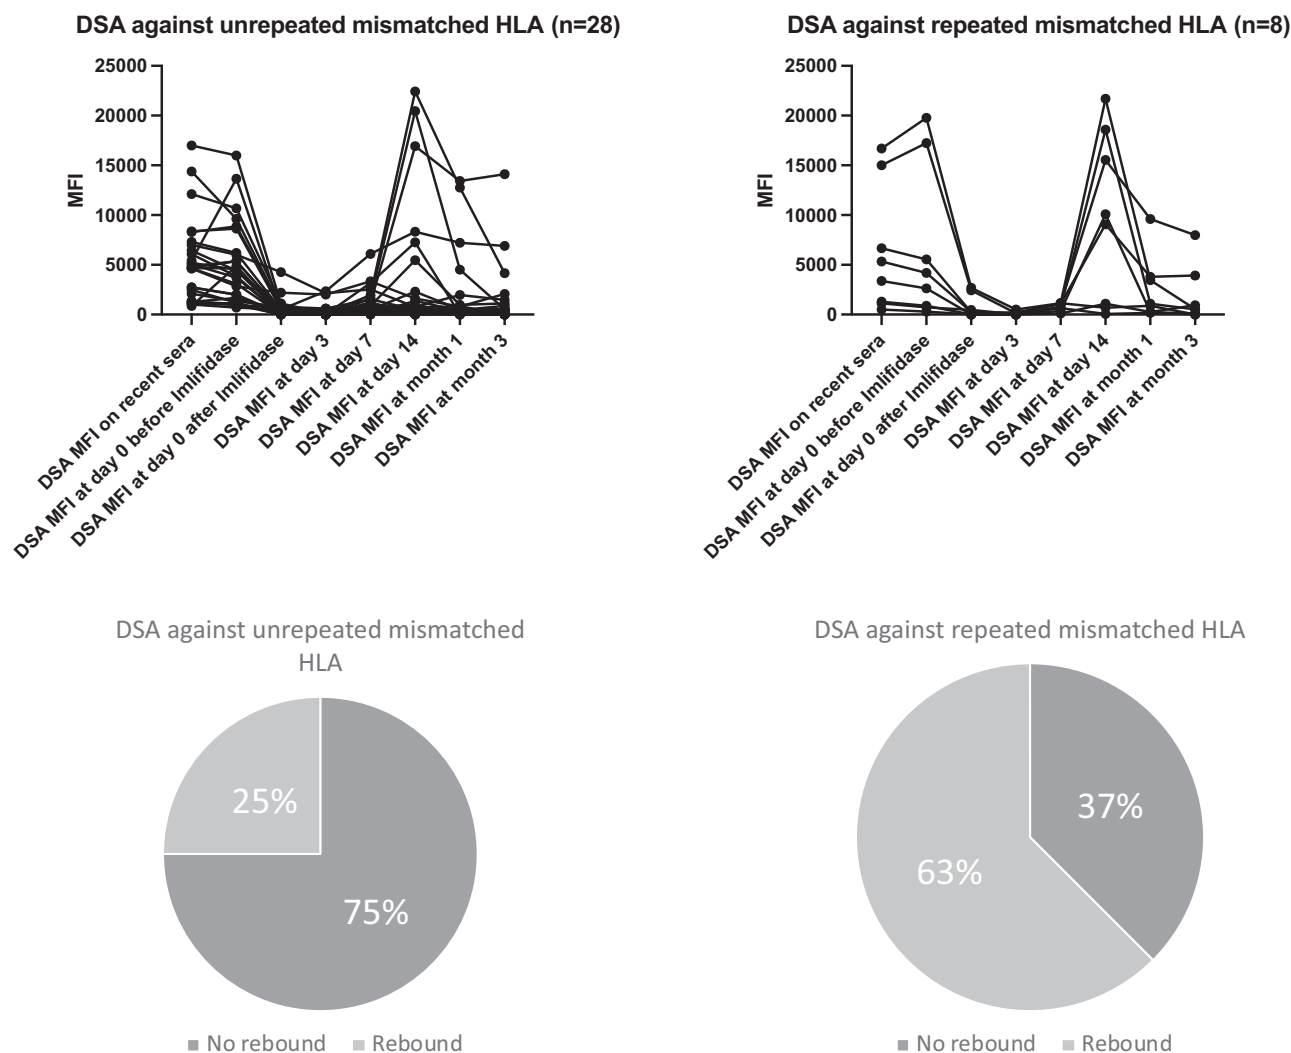 DSA against unrepeated mismatched HLA (n=28)
25000
20000
15000
10000
5000
0
MFI
DSA MFI on recent sera
DSA MFI at day 0 before Imlifidase
DSA MFI at day 0 after Imlifidase
DSA MFI at day 3
DSA MFI at day 7
DSA MFI at day 14
DSA MFI at month 1
DSA MFI at month 3
DSA against repeated mismatched HLA (n=8)
25000
20000
15000
10000
5000
0
MFI
DSA MFI on recent sera
DSA MFI at day 0 before Imlifidase
DSA MFI at day 0 after Imlifidase
DSA MFI at day 3
DSA MFI at day 7
DSA MFI at day 14
DSA MFI at month 1
DSA MFI at month 3
DSA against unrepeated mismatched
HLA
25%
75%
No rebound
Rebound
DSA against repeated mismatched HLA
37%
63%
No rebound
Rebound